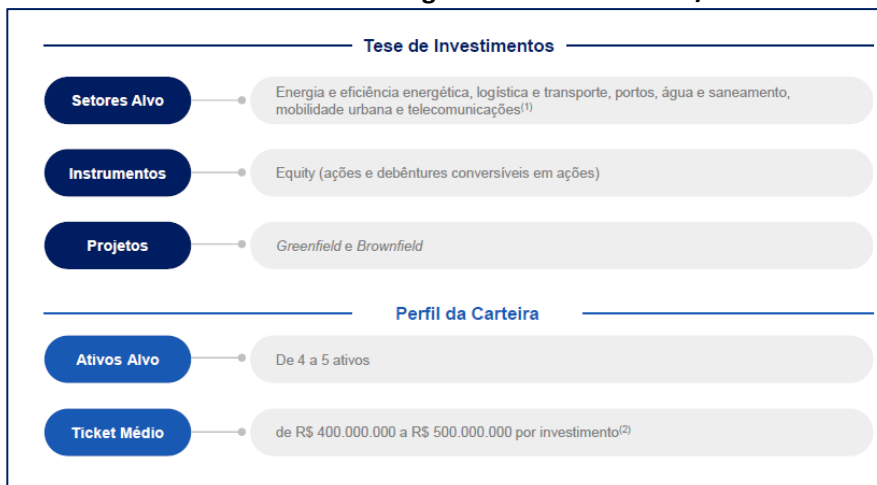 Tese de Investimentos
Setores Alvo
Energia e eficiência energética, logística e transporte, portos, água e saneamento,
mobilidade urbana e telecomunicações(1)
Instrumentos
Equity (ações e debêntures conversíveis em ações)
Projetos
Greenfield e Brownfield
Perfil da Carteira
Ativos Alvo
De 4 a 5 ativos
Ticket Médio
de R$ 400.000.000 a R$ 500.000.000 por investimento(2)